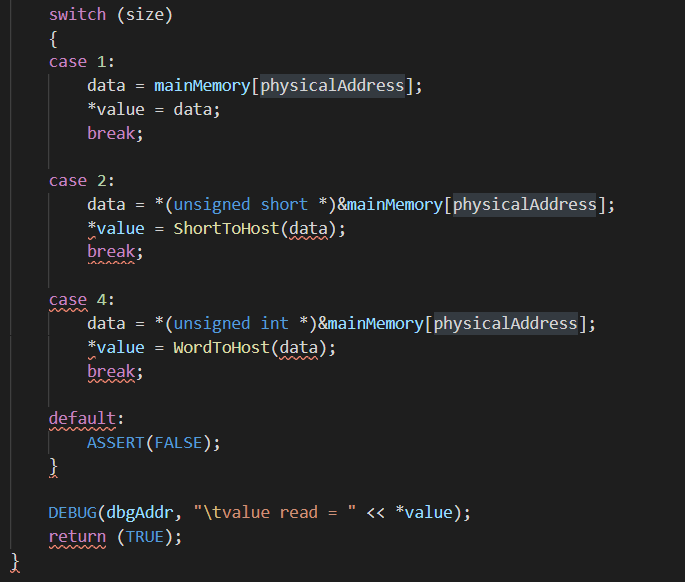 switch (size)
{
case 1:
data = mainMemory[physicalAddress];
*value = data;
break;
case 2:
data = *(unsigned short *)&mainMemory[physicalAddress];
*value = ShortToHost(data);
break;
case 4:
data = *(unsigned int *)&mainMemory[physicalAddress];
*value = WordToHost(data);
break;
default:
ASSERT(FALSE);
}
DEBUG(dbgAddr, "\tvalue read = " << *value);
return (TRUE);
}